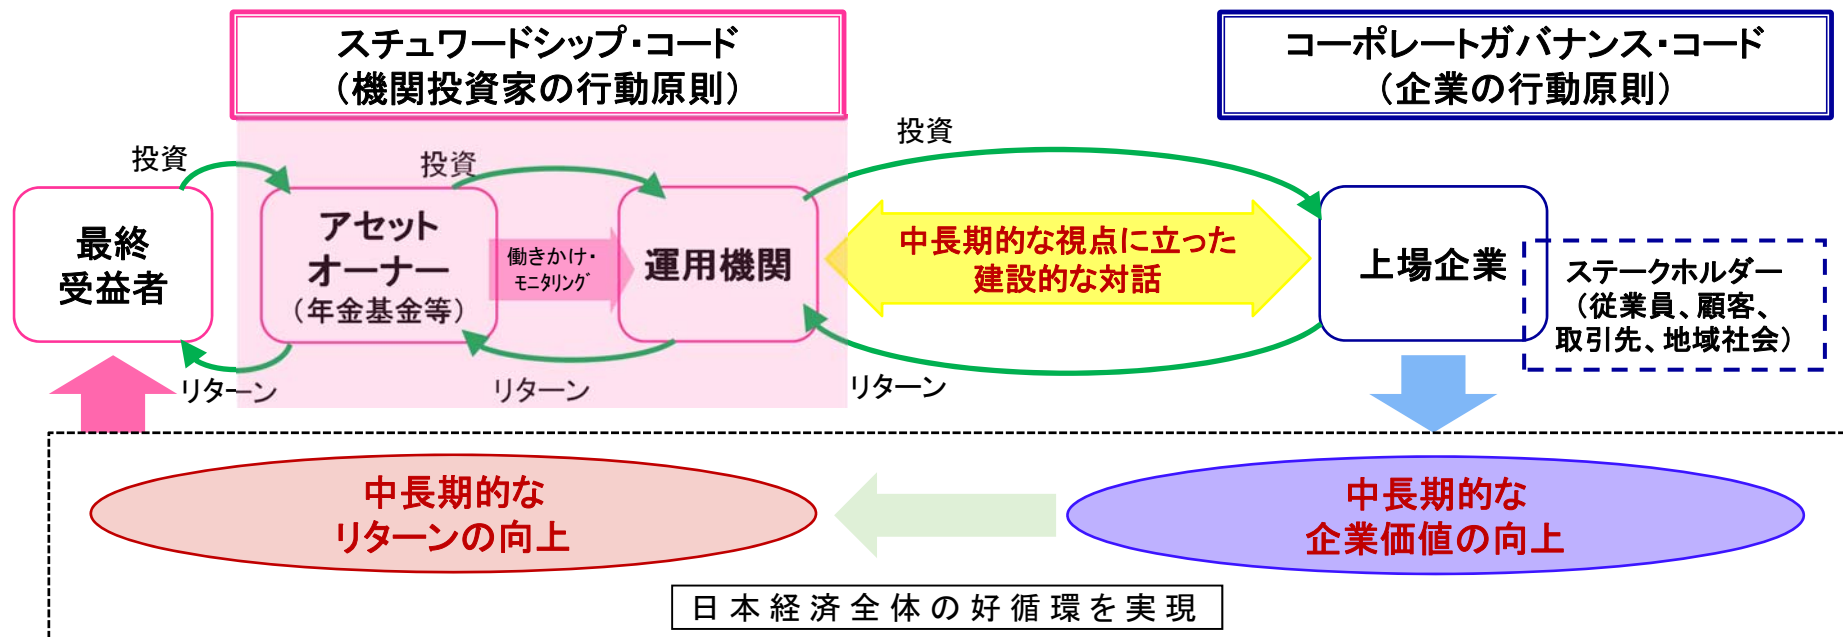 スチュワードシップ・コード
（機関投資家の行動原則）
コーポレートガバナンス・コード
（企業の行動原則）
投資
投資
投資
最終
受益者
アセット
オーナー
（年金基金等）
働きかけ・
ﾓﾆﾀﾘﾝｸﾞ
運用機関
中長期的な視点に立った
建設的な対話
上場企業
ステークホルダー
（従業員、顧客、
取引先、地域社会）
リターン
リターン
リターン
中長期的な
リターンの向上
中長期的な
企業価値の向上
日本経済全体の好循環を実現